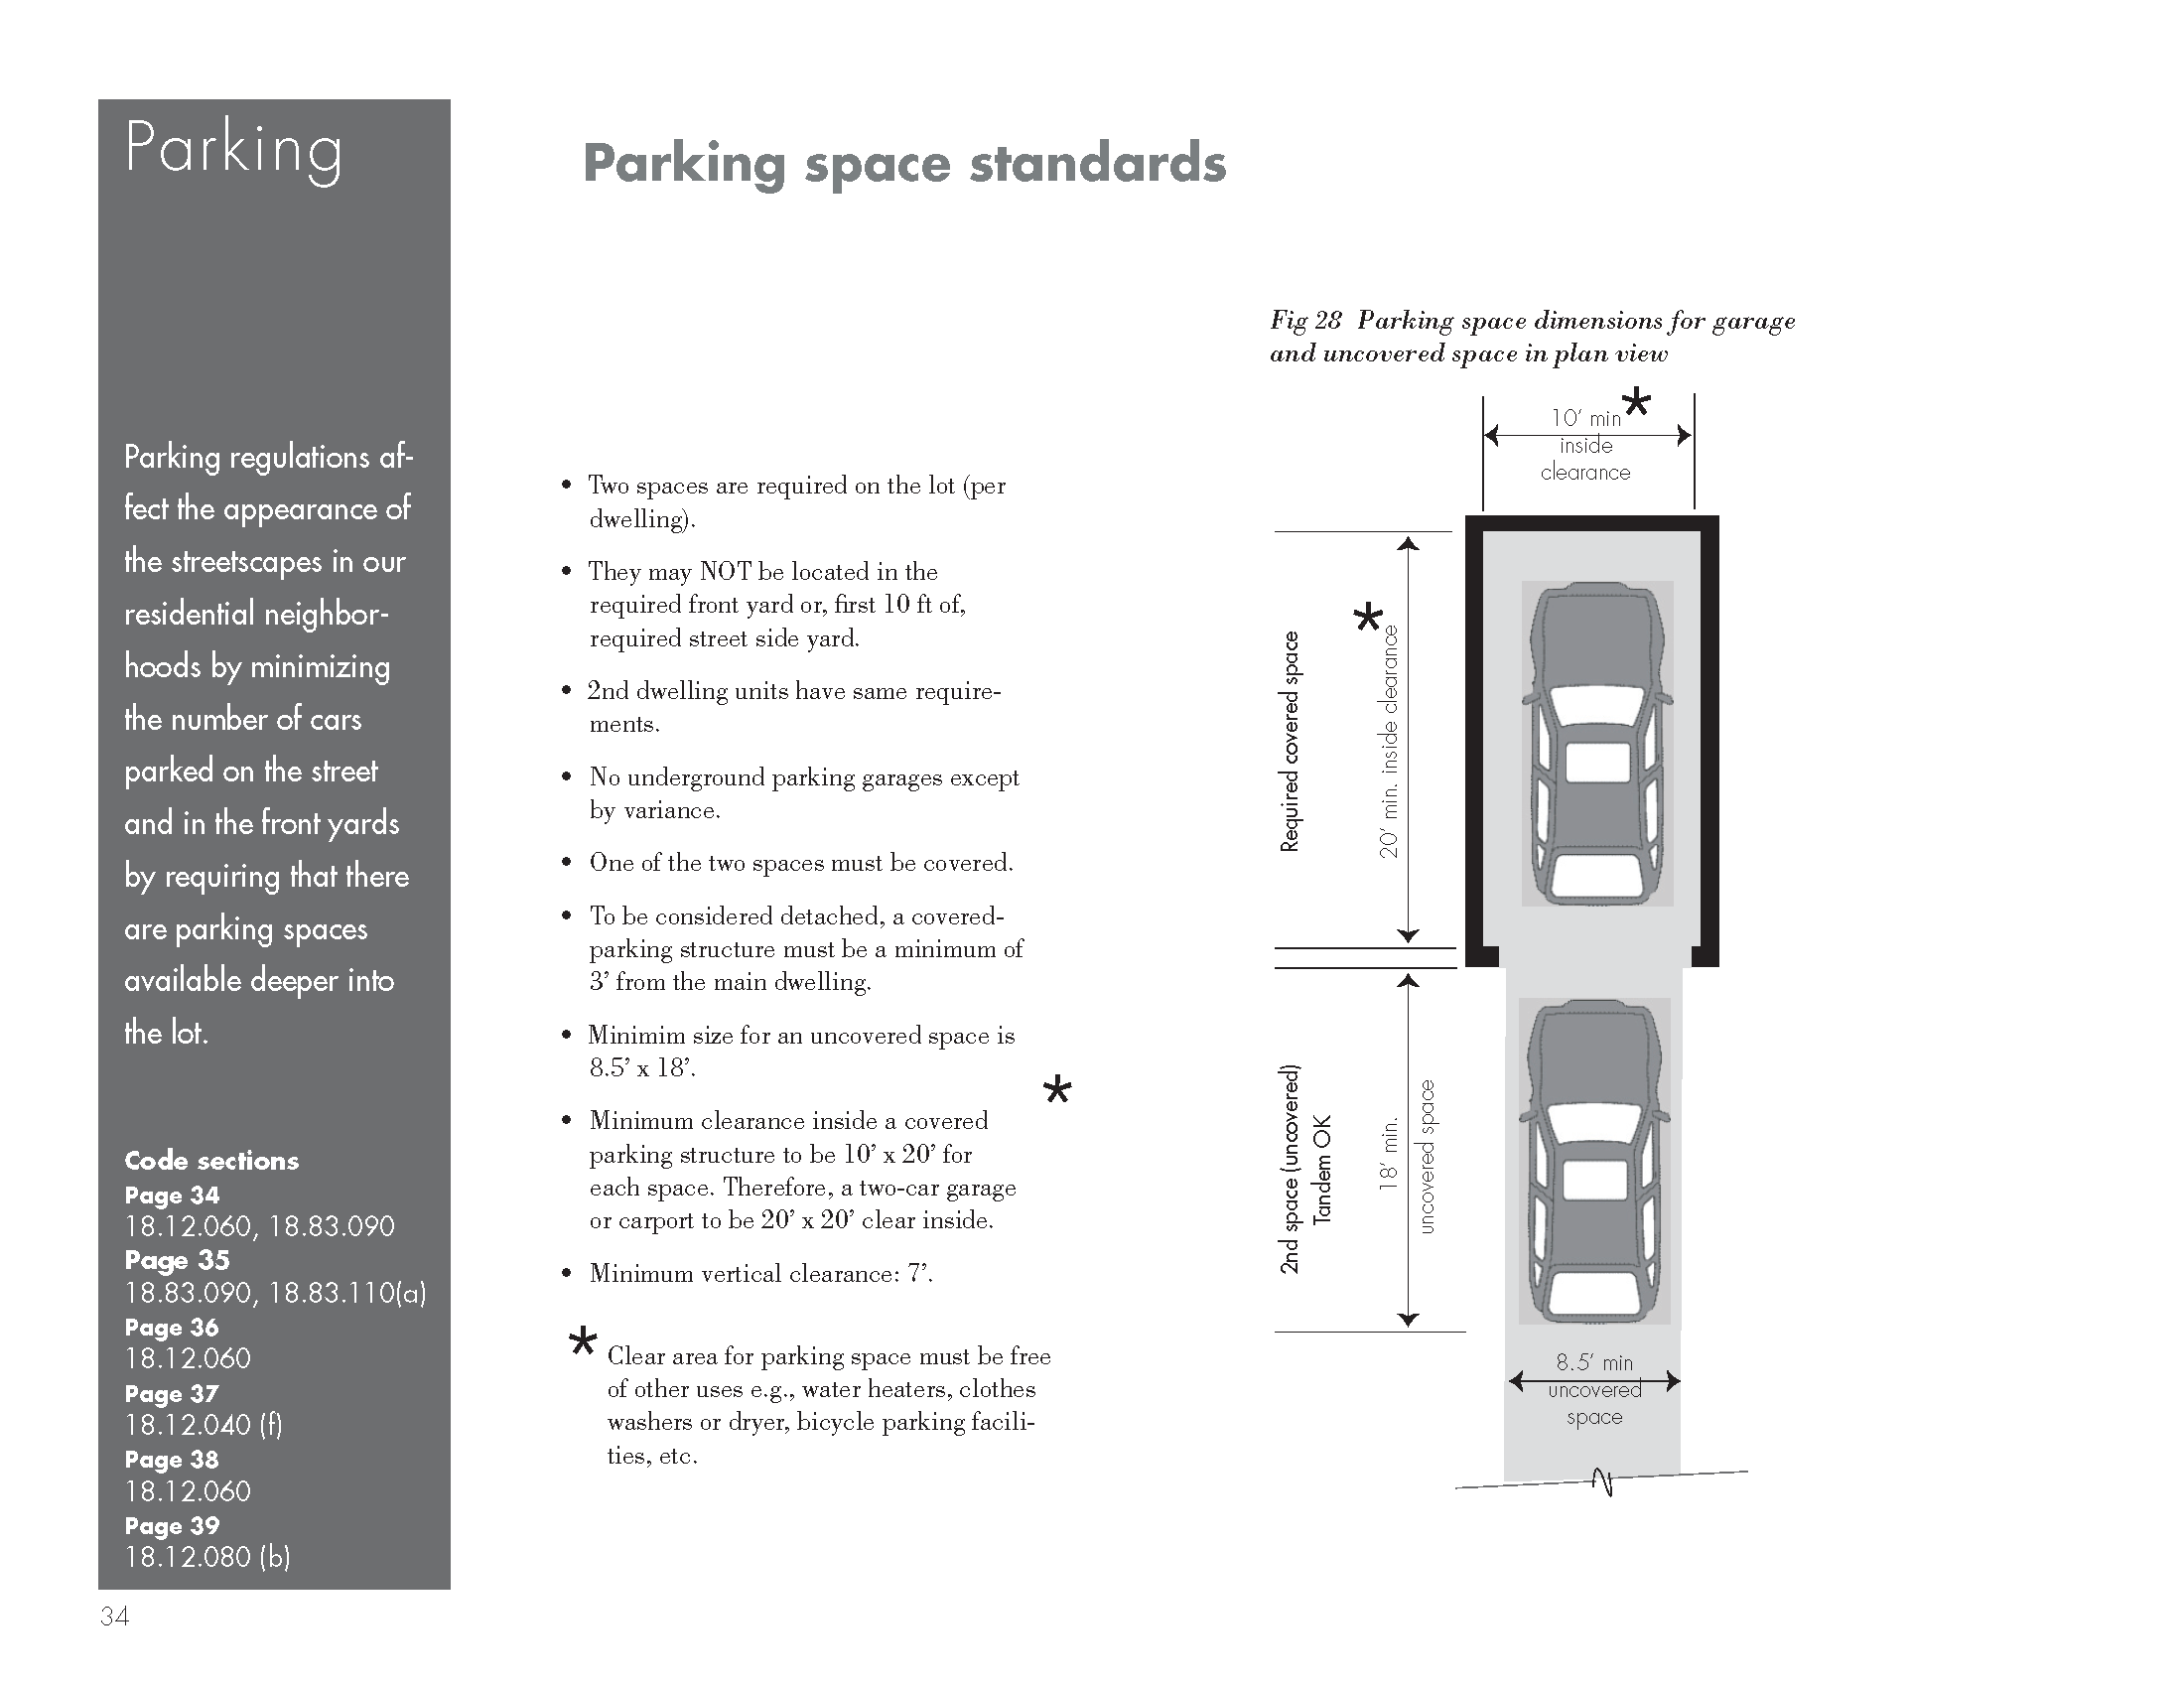 Parking
Parking regulations af-
fect the appearance of
the streetscapes in our
residential neighbor-
hoods by minimizing
the number of cars
parked on the street
and in the front yards
by requiring that there
are parking spaces
available deeper into
the lot.
Code sections
Page 34
18.12.060, 18.83.090
Page 35
18.83.090, 18.83.110(a)
Page 36
18.12.060
Page 37
18.12.040 (f)
Page 38
18.12.060
Page 39
18.12.080 (b)
34
Parking space standards
• Two spaces are required on the lot (per
dwelling).
• They may NOT be located in the
required front yard or, first 10 ft of,
required street side yard.
• 2nd dwelling units have same require-
ments.
• No underground parking garages except
by variance.
• One of the two spaces must be covered.
• To be considered detached, a covered-
parking structure must be a minimum of
3’ from the main dwelling.
• Minimim size for an uncovered space is
8.5’ x 18’.
*
• Minimum clearance inside a covered
parking structure to be 10’ x 20’ for
each space. Therefore, a two-car garage
or carport to be 20’ x 20’ clear inside.
• Minimum vertical clearance: 7’.
* Clear area for parking space must be free
of other uses e.g., water heaters, clothes
washers or dryer, bicycle parking facili-
ties, etc.
Fig 28 Parking space dimensions for garage
and uncovered space in plan view
10’ min *
inside
clearance
Required covered space
* 20’ min. inside clearance
2nd space (uncovered)
Tandem OK
18’ min.
uncovered space
8.5’ min
uncovered
space